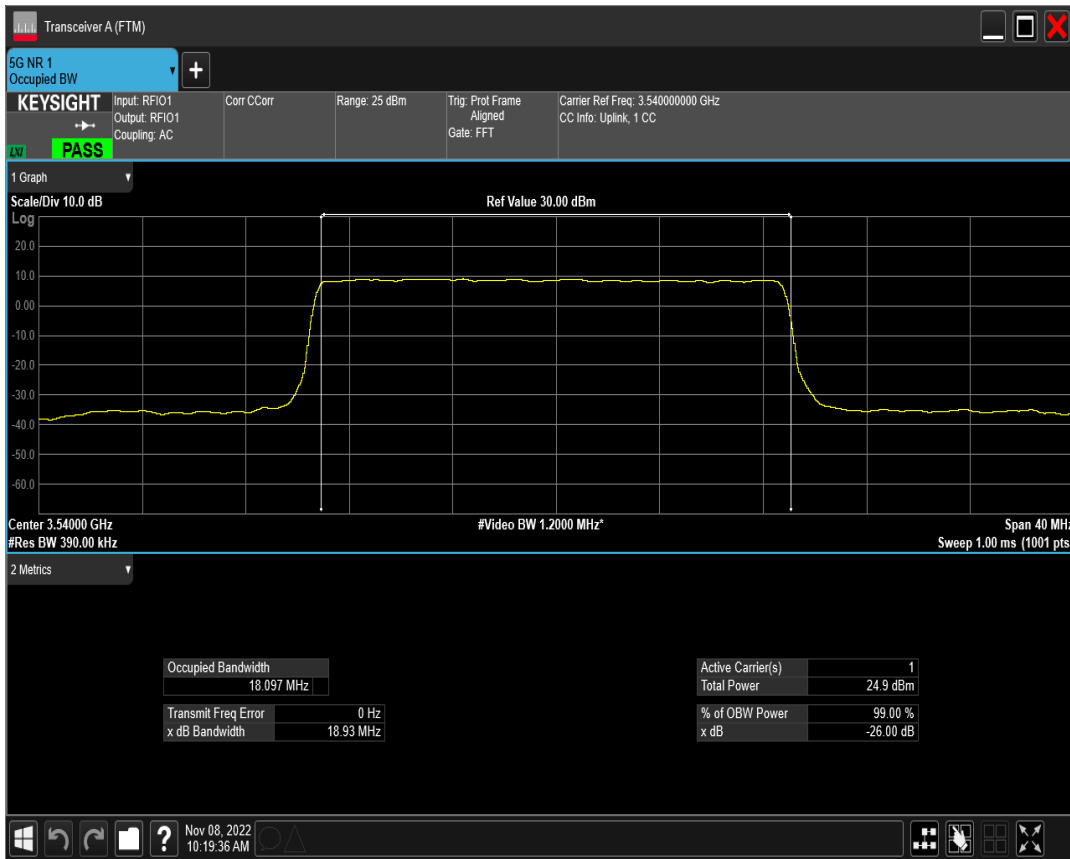 Transceiver A (FTM)
5G NR 1
Occupied BW
+
KEYSIGHT
LXI
PASS
Input: RFIO1
Output: RFIO1
Coupling: AC
Corr CCorr
Range: 25 dBm
Trig: Prot Frame
Aligned
Gate: FFT
Carrier Ref Freq: 3.540000000 GHz
CC Info: Uplink, 1 CC
1 Graph
Scale/Div 10.0 dB
Ref Value 30.00 dBm
Log
20.0
10.0
0.00
-10.0
-20.0
-30.0
-40.0
-50.0
-60.0
Center 3.54000 GHz
#Video BW 1.2000 MHz*
Span 40 MHz
#Res BW 390.00 kHz
Sweep 1.00 ms (1001 pts
2 Metrics
Occupied Bandwidth
18.097 MHz
Transmit Freq Error 0 Hz
x dB Bandwidth 18.93 MHz
Active Carrier(s) 1
Total Power 24.9 dBm
% of OBW Power 99.00 %
x dB -26.00 dB
?
Nov 08, 2022
10:19:36 AM